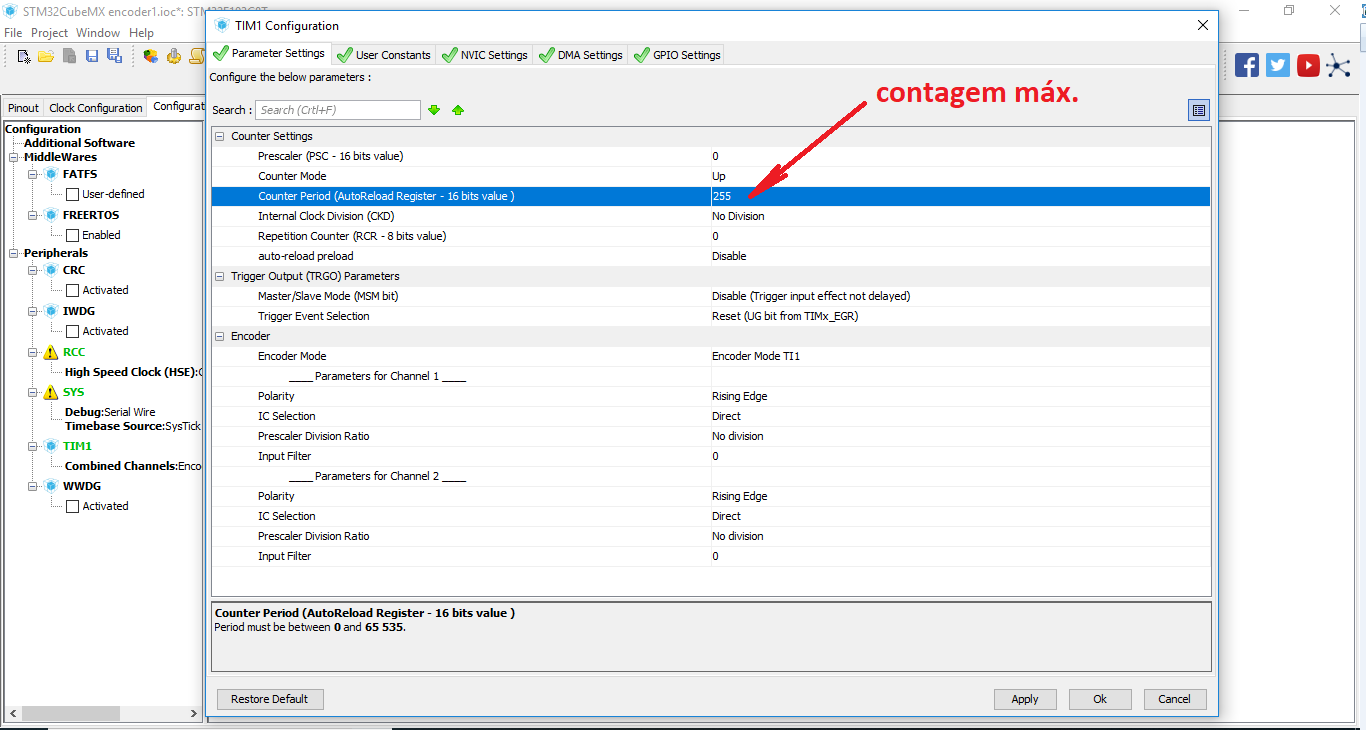 STM32CubeMX encoder1.ioc*:
TIM1 Configuration
File Project Window Help
Parameter Settings User Constants NVIC Settings DMA Settings GPIO Settings
Configure the below parameters :
contagem máx.
Search : Search (Crtl+F)
Pinout Clock Configuration Configurat
Configuration
Additional Software
MiddleWares
FATFS
User-defined
FREERTOS
Enabled
Peripherals
CRC
Activated
IWDG
Activated
RCC
High Speed Clock (HSE):
SYS
Debug:Serial Wire
Timebase Source:SysTick
TIM1
Combined Channels:Enco
WWDG
Activated
Counter Settings
Prescaler (PSC - 16 bits value) 0
Counter Mode Up
Counter Period (AutoReload Register - 16 bits value ) 255
Internal Clock Division (CKD) No Division
Repetition Counter (RCR - 8 bits value) 0
auto-reload preload Disable
Trigger Output (TRGO) Parameters
Master/Slave Mode (MSM bit) Disable (Trigger input effect not delayed)
Trigger Event Selection Reset (UG bit from TIMx_EGR)
Encoder
Encoder Mode Encoder Mode TI1
____ Parameters for Channel 1 ____
Polarity Rising Edge
IC Selection Direct
Prescaler Division Ratio No division
Input Filter 0
____ Parameters for Channel 2 ____
Polarity Rising Edge
IC Selection Direct
Prescaler Division Ratio No division
Input Filter 0
Counter Period (AutoReload Register - 16 bits value )
Period must be between 0 and 65 535.
Restore Default Apply Ok Cancel